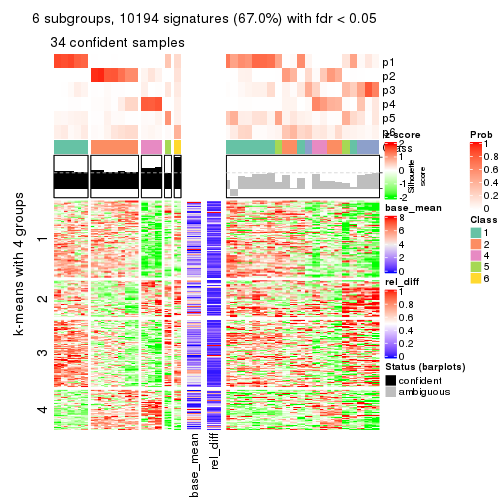 6 subgroups, 10194 signatures (67.0%) with fdr < 0.05
34 confident samples
p1
p2
p3
p4
p5
p6
Class
z-score
2
1
0
-1
-2
Silhouette
score
base_mean
8
6
4
2
0
rel_diff
1
0.8
0.6
0.4
0.2
0
Status (barplots)
confident
ambiguous
Prob
1
0.8
0.6
0.4
0.2
0
Class
1
2
3
4
5
6
k-means with 4 groups
1
2
3
4
base_mean
rel_diff